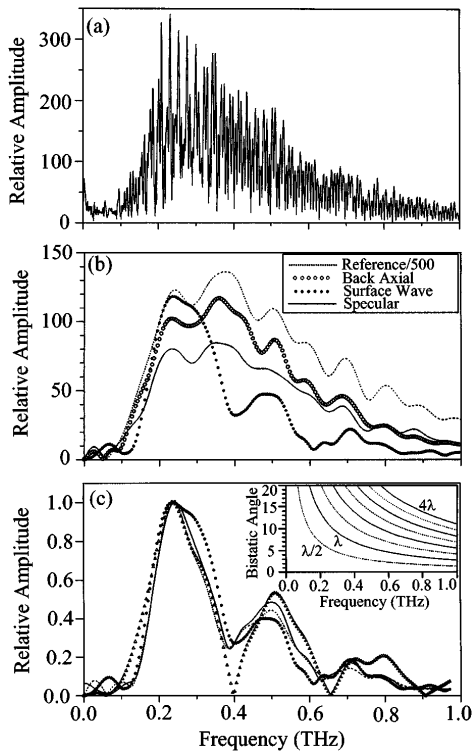 (a)
Relative Amplitude
300
200
100
0
(b)
Relative Amplitude
150
100
50
0
Reference/500
Back Axial
Surface Wave
Specular
(c)
Relative Amplitude
1.0
0.8
0.6
0.4
0.2
0.0
Bistatic Angle
20
15
10
5
0
λ/2
λ
4λ
0.0 0.2 0.4 0.6 0.8 1.0
Frequency (THz)
0.0 0.2 0.4 0.6 0.8 1.0
Frequency (THz)